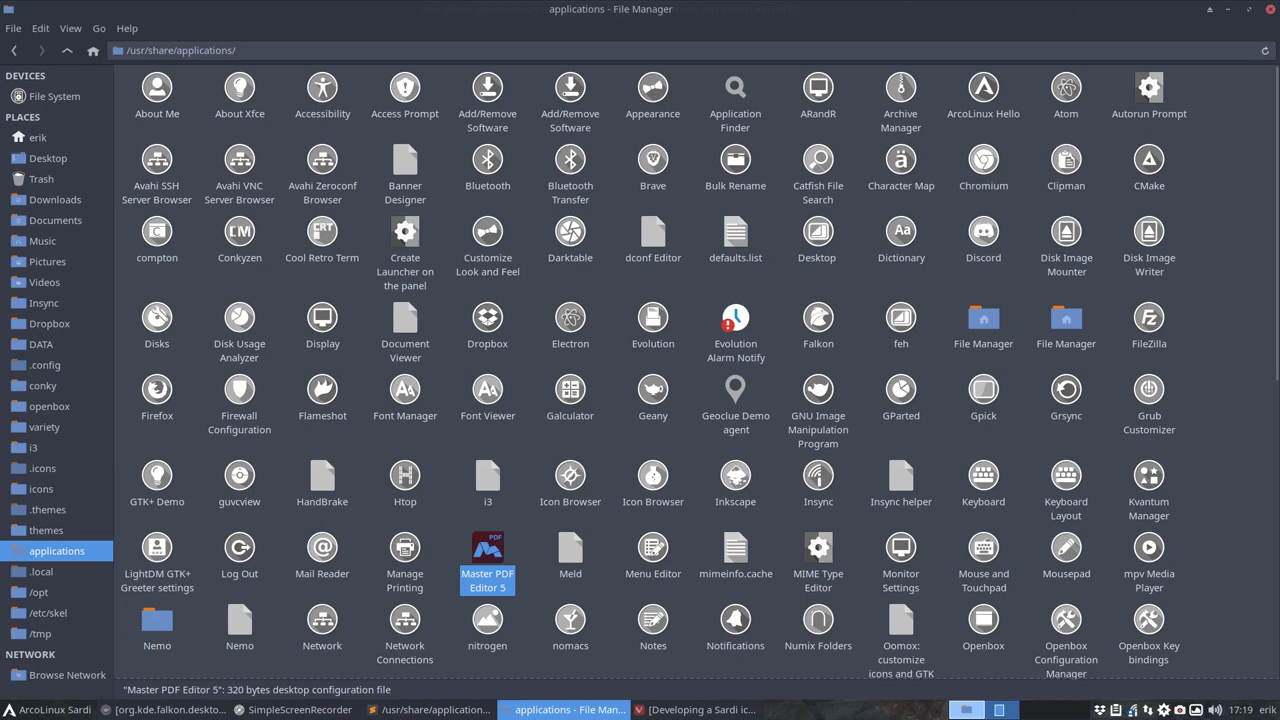 applications - File Manager
File Edit View Go Help
/usr/share/applications/
DEVICES
File System
PLACES
erik
Desktop
Trash
Downloads
Documents
Music
Pictures
Videos
Insync
Dropbox
DATA
.config
conky
openbox
variety
i3
.icons
icons
.themes
themes
applications
.local
/opt
/etc/skel
/tmp
NETWORK
Browse Network
About Me
About Xfce
Accessibility
Access Prompt
Add/Remove
Software
Add/Remove
Software
Appearance
Application
Finder
ARandR
Archive
Manager
ArcoLinux Hello
Atom
Autorun Prompt
Avahi SSH
Server Browser
Avahi VNC
Server Browser
Avahi Zeroconf
Browser
Banner
Designer
Bluetooth
Bluetooth
Transfer
Brave
Bulk Rename
Catfish File
Search
ä
Character Map
Chromium
Clipman
CMake
C
compton
CM
Conkyzen
CRT
Cool Retro Term
Create
Launcher on
the panel
Customize
Look and Feel
Darktable
dconf Editor
defaults.list
Desktop
Aa
Dictionary
Discord
Disk Image
Mounter
Disk Image
Writer
Disks
Disk Usage
Analyzer
Display
Document
Viewer
Dropbox
Electron
Evolution
Evolution
Alarm Notify
Falkon
feh
File Manager
File Manager
Fz
FileZilla
Firefox
Firewall
Configuration
Flameshot
AA
Font Manager
AA
Font Viewer
Galculator
Geany
Geoclue Demo
agent
GNU Image
Manipulation
Program
GParted
Gpick
Grsync
Grub
Customizer
GTK+ Demo
guvcview
HandBrake
H
Htop
i3
Icon Browser
Icon Browser
Inkscape
Insync
Insync helper
Keyboard
Keyboard
Layout
Kvantum
Manager
LightDM GTK+
Greeter settings
Log Out
@
Mail Reader
Manage
Printing
PDF
Master PDF
Editor 5
Meld
Menu Editor
mimeinfo.cache
MIME Type
Editor
Monitor
Settings
Mouse and
Touchpad
Mousepad
mpv Media
Player
Nemo
Nemo
Network
Network
Connections
nitrogen
nomacs
Notes
Notifications
Numix Folders
Oomox:
customize
icons and GTK
Openbox
Openbox
Configuration
Manager
Openbox Key
bindings
"Master PDF Editor 5": 320 bytes desktop configuration file
ArcoLinux Sardi
[org.kde.falkon.deskto...
SimpleScreenRecorder
/usr/share/application...
applications - File Man...
[Developing a Sardi ic...
17:19 erik